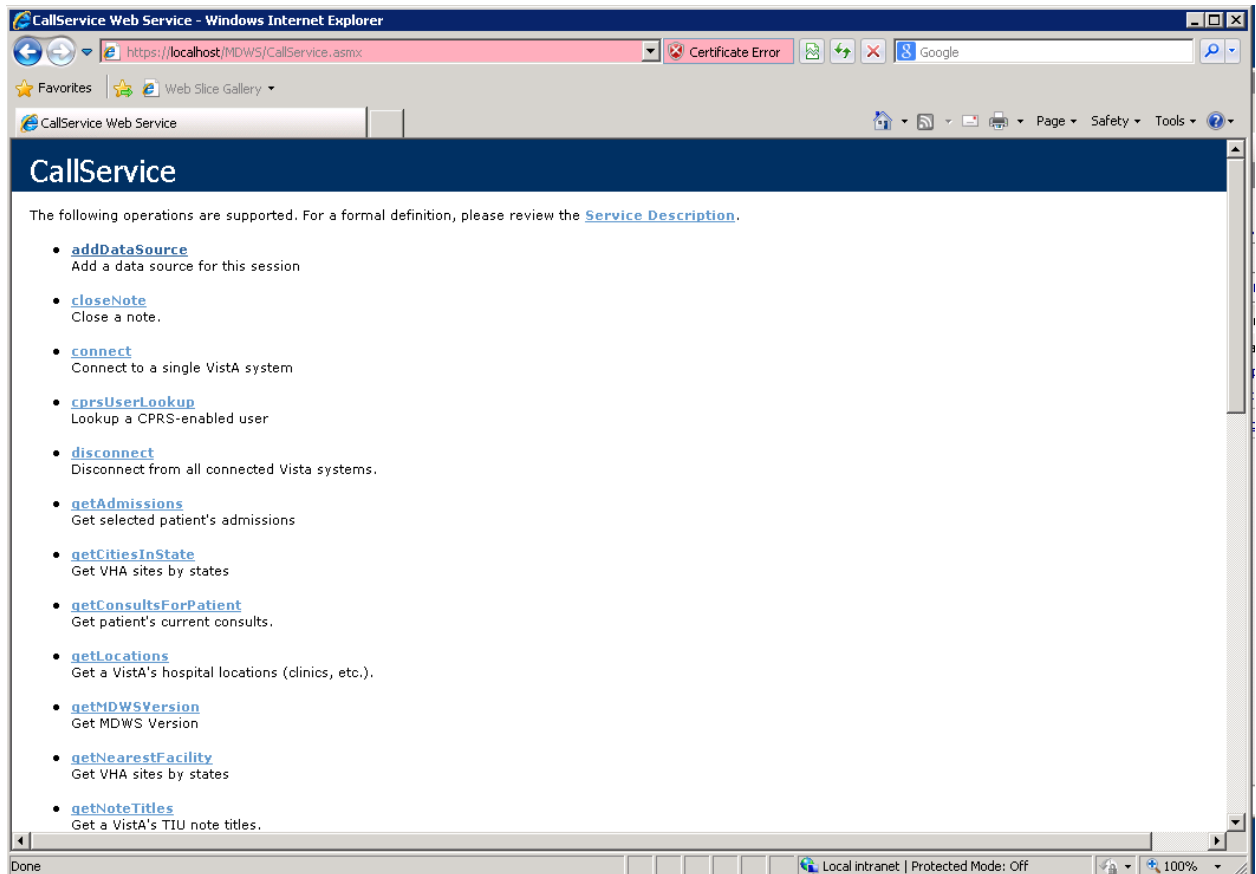 CallService Web Service - Windows Internet Explorer
https://localhost/MDWS/CallService.asmx
Certificate Error
Google
Favorites
Web Slice Gallery
CallService Web Service
Page
Safety
Tools
CallService
The following operations are supported. For a formal definition, please review the Service Description.
addDataSource
Add a data source for this session
closeNote
Close a note.
connect
Connect to a single VistA system
cprsUserLookup
Lookup a CPRS-enabled user
disconnect
Disconnect from all connected Vista systems.
getAdmissions
Get selected patient's admissions
getCitiesInState
Get VHA sites by states
getConsultsForPatient
Get patient's current consults.
getLocations
Get a VistA's hospital locations (clinics, etc.).
getMDWSVersion
Get MDWS Version
getNearestFacility
Get VHA sites by states
getNoteTitles
Get a VistA's TIU note titles.
Done
Local intranet | Protected Mode: Off
100%